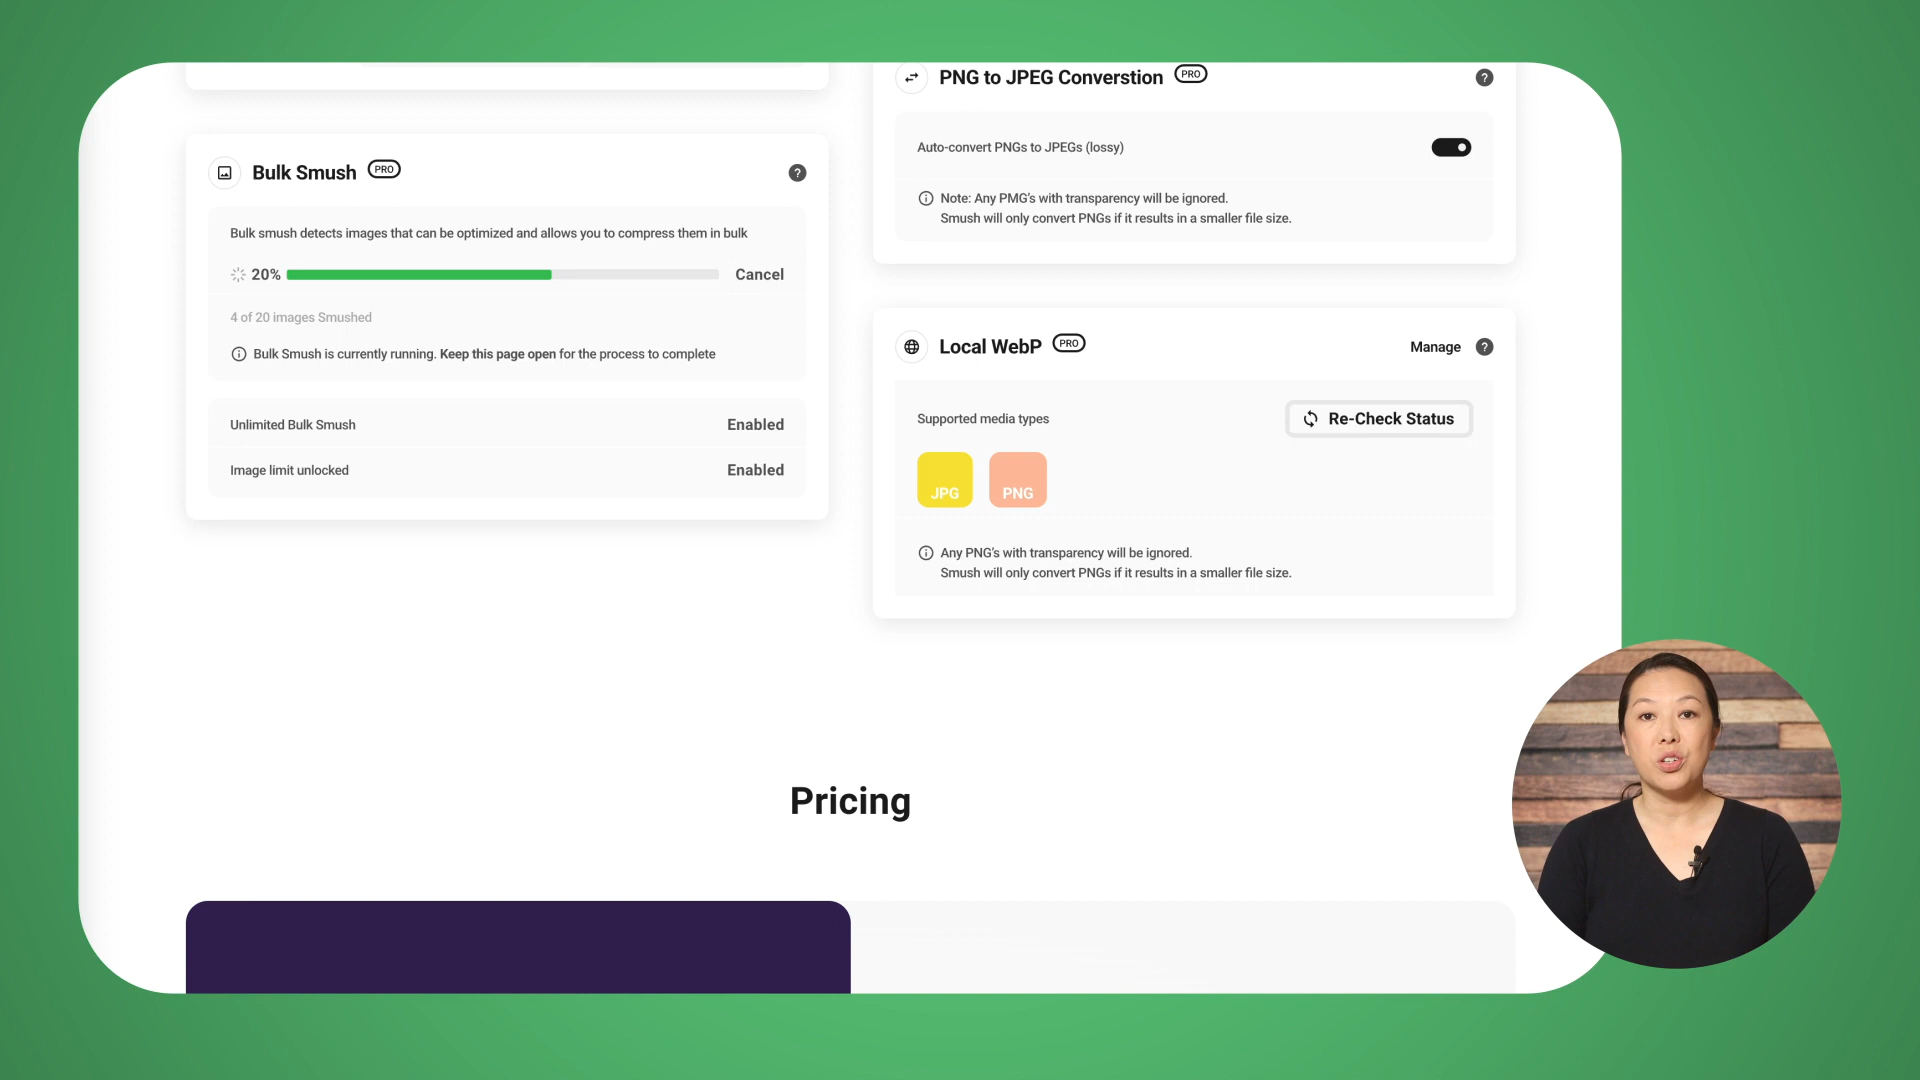 Bulk Smush PRO
?
Bulk smush detects images that can be optimized and allows you to compress them in bulk
20% Cancel
4 of 20 images Smushed
Bulk Smush is currently running. Keep this page open for the process to complete
Unlimited Bulk Smush Enabled
Image limit unlocked Enabled
PNG to JPEG Converstion PRO
?
Auto-convert PNGs to JPEGs (lossy)
Note: Any PMG's with transparency will be ignored.
Smush will only convert PNGs if it results in a smaller file size.
Local WebP PRO
Manage ?
Supported media types
Re-Check Status
JPG PNG
Any PNG's with transparency will be ignored.
Smush will only convert PNGs if it results in a smaller file size.
Pricing